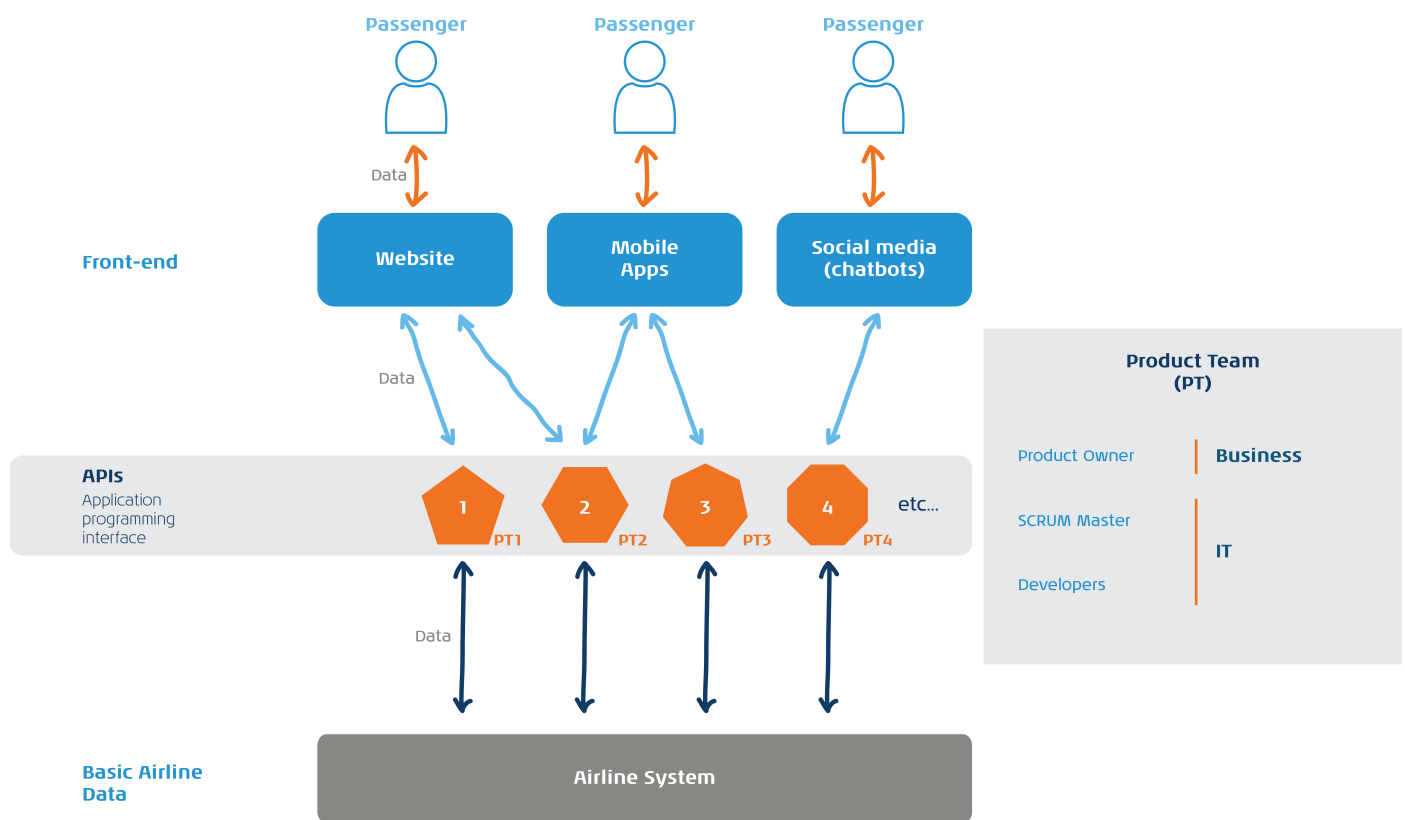 Passenger
Passenger
Passenger
Data
Front-end
Website
Mobile
Apps
Social media
(chatbots)
Data
Product Team
(PT)
Product Owner
Business
SCRUM Master
IT
Developers
APIs
Application
programming
interface
1
PT1
2
PT2
3
PT3
4
PT4
etc...
Data
Basic Airline
Data
Airline System